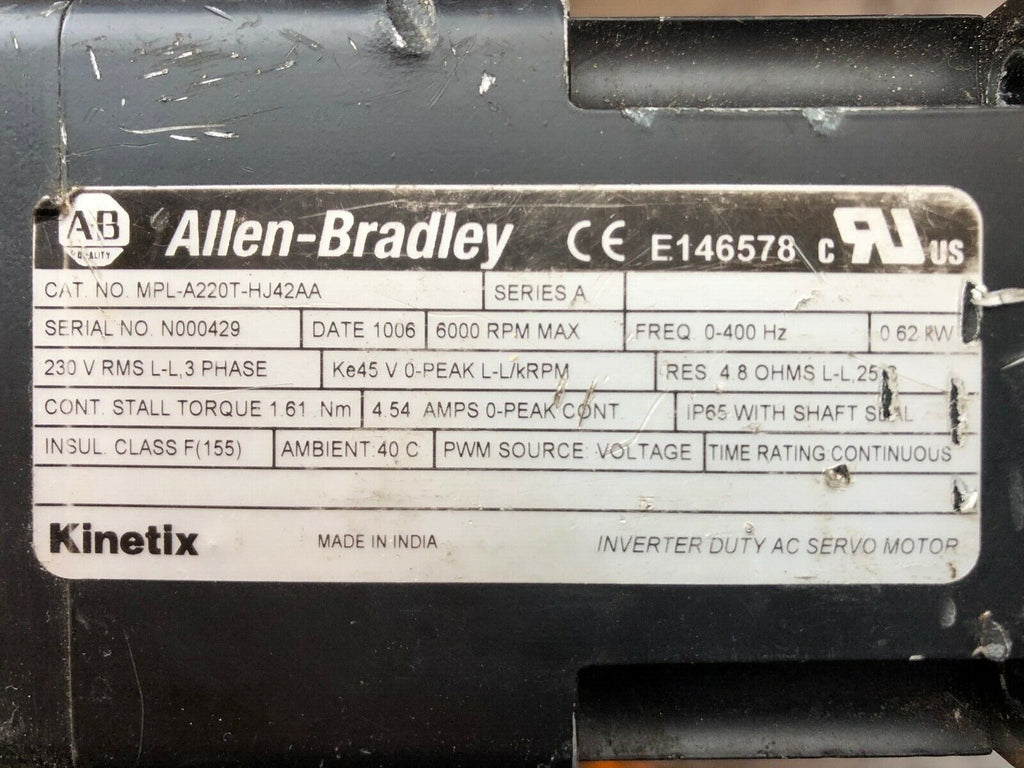 AB QUALITY Allen-Bradley CE E146578 c RU US
CAT. NO. MPL-A220T-HJ42AA SERIES A
SERIAL NO. N000429 DATE 1006 6000 RPM MAX FREQ. 0-400 Hz 0.62 kW
230 V RMS L-L,3 PHASE Ke45 V 0-PEAK L-L/kRPM RES. 4.8 OHMS L-L,25 C
CONT. STALL TORQUE 1.61 Nm 4.54 AMPS 0-PEAK CONT. IP65 WITH SHAFT SEAL
INSUL. CLASS F(155) AMBIENT:40 C PWM SOURCE: VOLTAGE TIME RATING:CONTINUOUS
Kinetix MADE IN INDIA INVERTER DUTY AC SERVO MOTOR